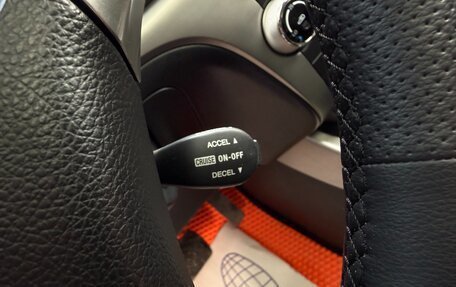 ACCEL ▲
CRUISE ON-OFF
DECEL ▼